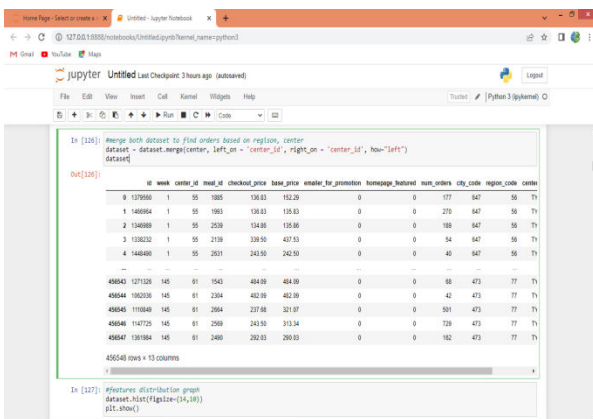 Home Page - Select or create a n
Untitled - Jupyter Notebook
127.0.0.1:8888/notebooks/Untitled.ipynb?kernel_name=python3
Gmail YouTube Maps
jupyter Untitled Last Checkpoint: 3 hours ago (autosaved) Logout
File Edit View Insert Cell Kernel Widgets Help Trusted Python 3 (ipykernel)
Run Code
In [126]: #merge both dataset to find orders based on region, center
dataset = dataset.merge(center, left_on = 'center_id', right_on = 'center_id', how="left")
dataset
Out[126]:
id week center_id meal_id checkout_price base_price emailer_for_promotion homepage_featured num_orders city_code region_code center
0 1379560 1 55 1885 136.83 152.29 0 0 177 647 56 TY
1 1466964 1 55 1993 136.83 135.83 0 0 270 647 56 TY
2 1346989 1 55 2539 134.86 135.86 0 0 189 647 56 TY
3 1338232 1 55 2139 339.50 437.53 0 0 54 647 56 TY
4 1448490 1 55 2631 243.50 242.50 0 0 40 647 56 TY
... ... ... ... ... ... ... ... ... ... ... ...
456543 1271326 145 61 1543 484.09 484.09 0 0 68 473 77 TY
456544 1062036 145 61 2304 482.09 482.09 0 0 42 473 77 TY
456545 1110849 145 61 2664 237.68 321.07 0 0 501 473 77 TY
456546 1147725 145 61 2569 243.50 313.34 0 0 729 473 77 TY
456547 1361984 145 61 2490 292.03 290.03 0 0 162 473 77 TY
456548 rows × 13 columns
In [127]: #features distribution graph
dataset.hist(figsize=(14,10))
plt.show()